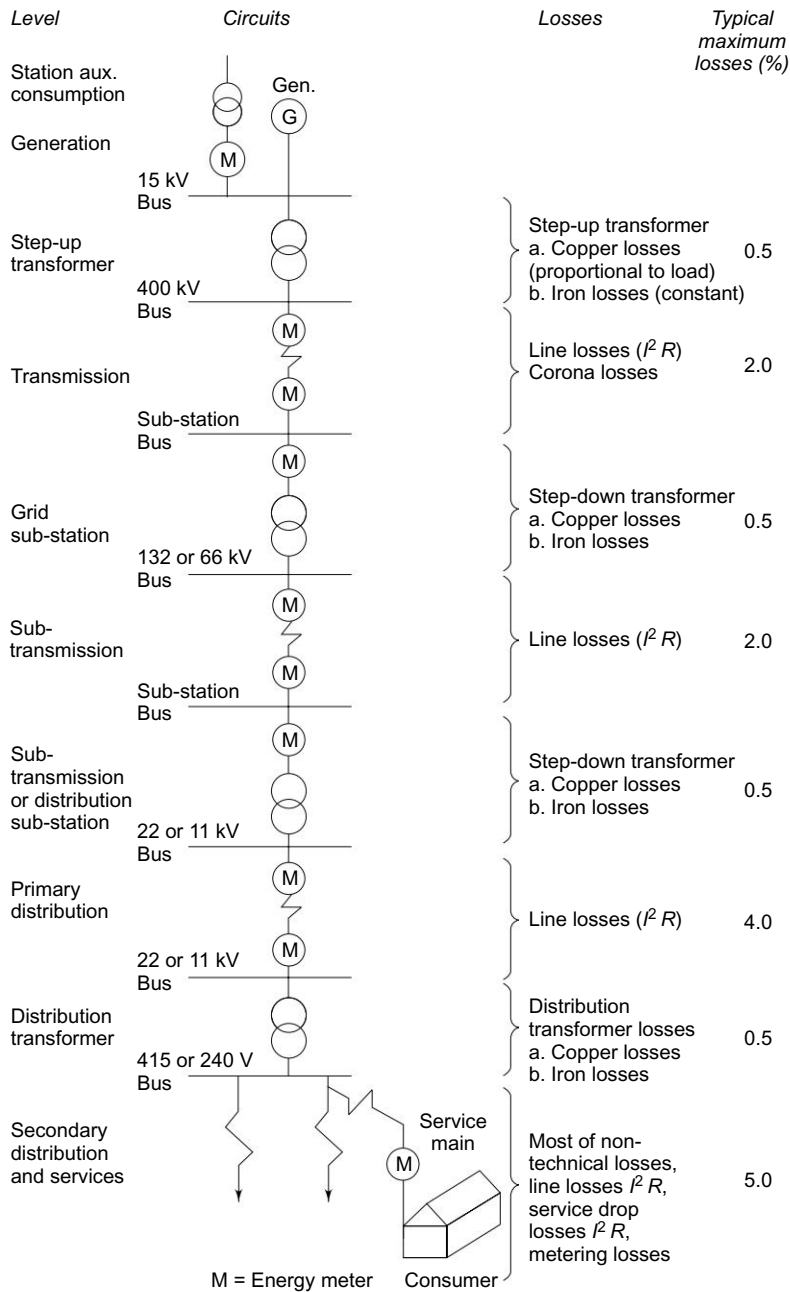 Level Circuits Losses Typical
maximum
losses (%)
Station aux.
consumption
Gen.
G
Generation
M
15 kV
Bus
Step-up
transformer
Step-up transformer
a. Copper losses
(proportional to load)
b. Iron losses (constant)
0.5
400 kV
Bus
M
Transmission
M
Line losses (I² R)
Corona losses
2.0
Sub-station
Bus
M
Grid
sub-station
Step-down transformer
a. Copper losses
b. Iron losses
0.5
132 or 66 kV
Bus
M
Sub-
transmission
M
Line losses (I² R)
2.0
Sub-station
Bus
M
Sub-
transmission
or distribution
sub-station
Step-down transformer
a. Copper losses
b. Iron losses
0.5
22 or 11 kV
Bus
M
Primary
distribution
M
Line losses (I² R)
4.0
22 or 11 kV
Bus
Distribution
transformer
Distribution
transformer losses
a. Copper losses
b. Iron losses
0.5
415 or 240 V
Bus
Secondary
distribution
and services
Service
main
M
Most of non-
technical losses,
line losses I² R,
service drop
losses I² R,
metering losses
5.0
M = Energy meter Consumer